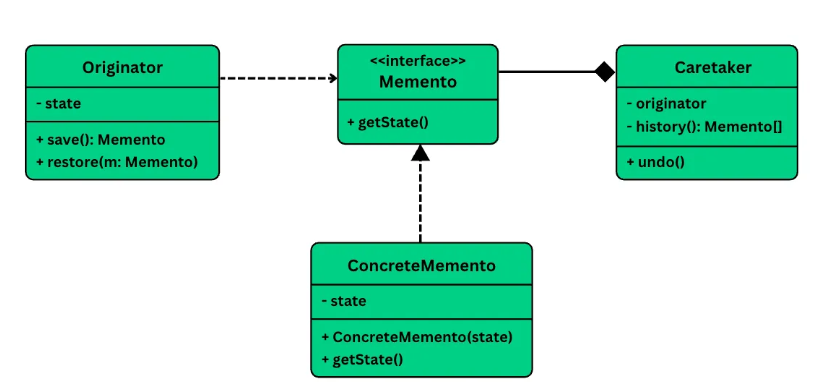 Originator
- state
+ save(): Memento
+ restore(m: Memento)
<<interface>>
Memento
+ getState()
Caretaker
- originator
- history(): Memento[]
+ undo()
ConcreteMemento
- state
+ ConcreteMemento(state)
+ getState()